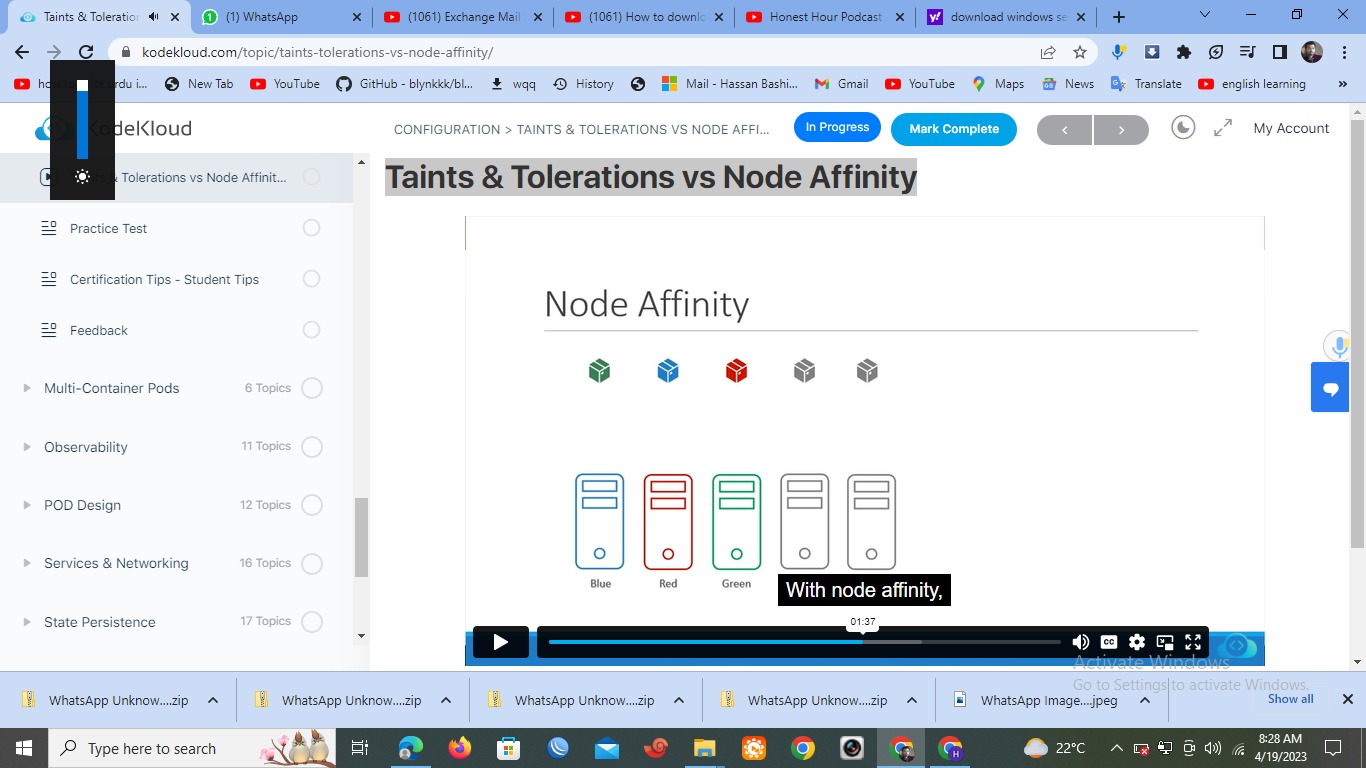 Taints & Toleration
(1) WhatsApp
(1061) Exchange Mail
(1061) How to downlo
Honest Hour Podcast
download windows se
kodekloud.com/topic/taints-tolerations-vs-node-affinity/
how
urdu i...
New Tab
YouTube
GitHub - blynkkk/bl...
wqq
History
Mail - Hassan Bashi...
Gmail
YouTube
Maps
News
Translate
english learning
»
KodeKloud
CONFIGURATION > TAINTS & TOLERATIONS VS NODE AFFI...
In Progress
Mark Complete
<
>
My Account
& Tolerations vs Node Affinit...
Practice Test
Certification Tips - Student Tips
Feedback
Multi-Container Pods
6 Topics
Observability
11 Topics
POD Design
12 Topics
Services & Networking
16 Topics
State Persistence
17 Topics
Taints & Tolerations vs Node Affinity
Node Affinity
Blue
Red
Green
With node affinity,
01:37
CC
Activate Windows
Go to Settings to activate Windows.
WhatsApp Unknow....zip
WhatsApp Unknow....zip
WhatsApp Unknow....zip
WhatsApp Unknow....zip
WhatsApp Image....jpeg
Show all
Type here to search
H
22°C
8:28 AM
4/19/2023